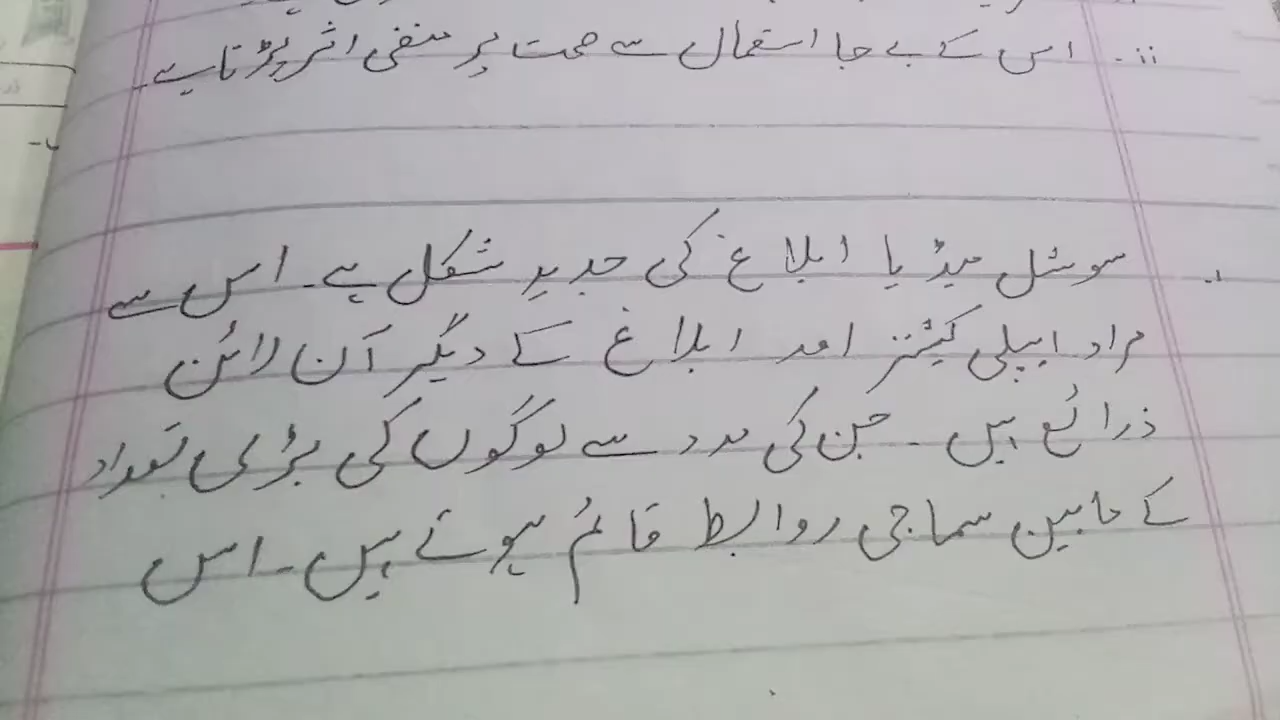 ii۔ اس کے بے جا استعمال سے صحت پر منفی اثر پڑتا ہے۔
سوشل میڈیا ابلاغ کی جدید شکل ہے۔ اس سے
مراد ایپلی کیشنز اور ابلاغ کے دیگر آن لائن
ذرائع ہیں۔ جن کی مدد سے لوگوں کی بڑی تعداد
کے مابین سماجی روابط قائم ہوتے ہیں۔ اس